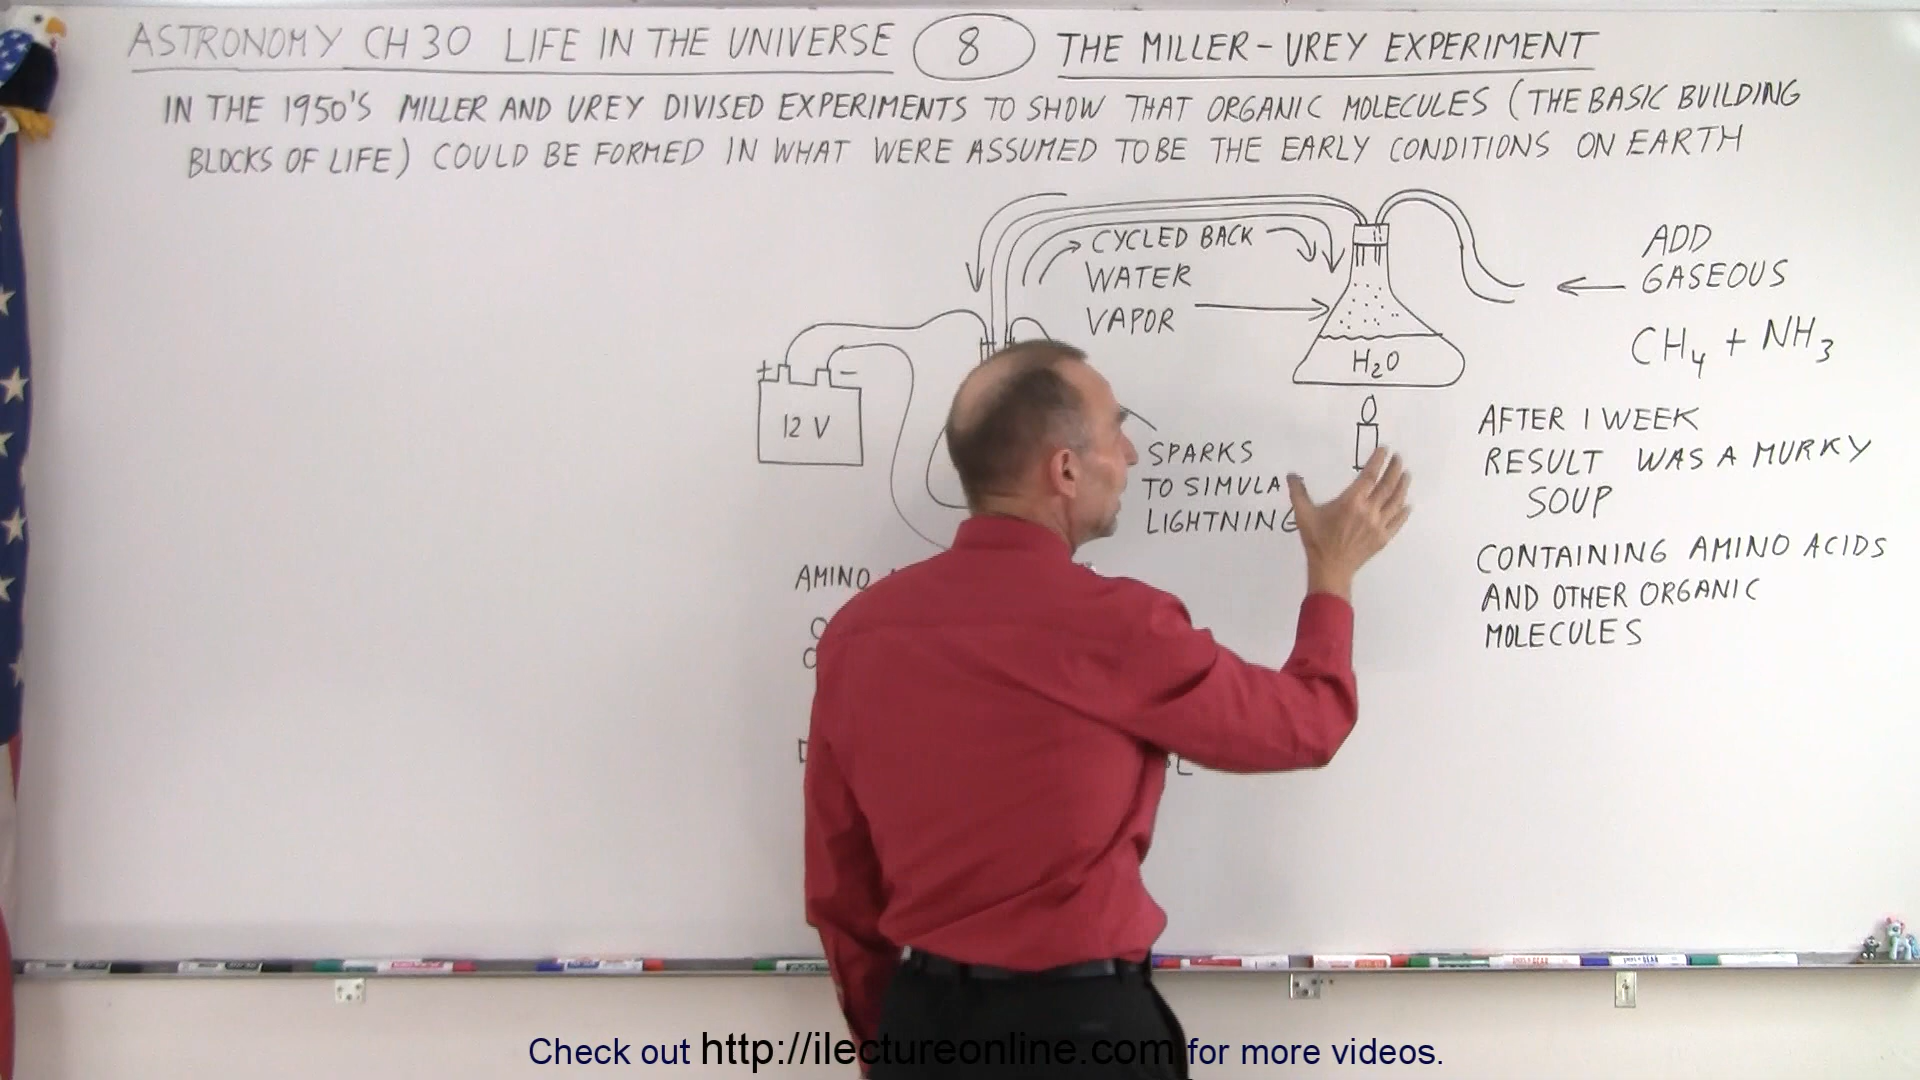 ASTRONOMY CH 30 LIFE IN THE UNIVERSE 8 THE MILLER-UREY EXPERIMENT
IN THE 1950'S MILLER AND UREY DIVISED EXPERIMENTS TO SHOW THAT ORGANIC MOLECULES (THE BASIC BUILDING
BLOCKS OF LIFE) COULD BE FORMED IN WHAT WERE ASSUMED TO BE THE EARLY CONDITIONS ON EARTH
CYCLED BACK
WATER
VAPOR
H₂O
ADD
GASEOUS
CH₄ + NH₃
+ −
12 V
SPARKS
TO
LIGHTNING
AFTER 1 WEEK
RESULT WAS A MURKY
SOUP
CONTAINING AMINO ACIDS
AND OTHER ORGANIC
MOLECULES
AMINO
Check out http://ilectureonline.com for more videos.